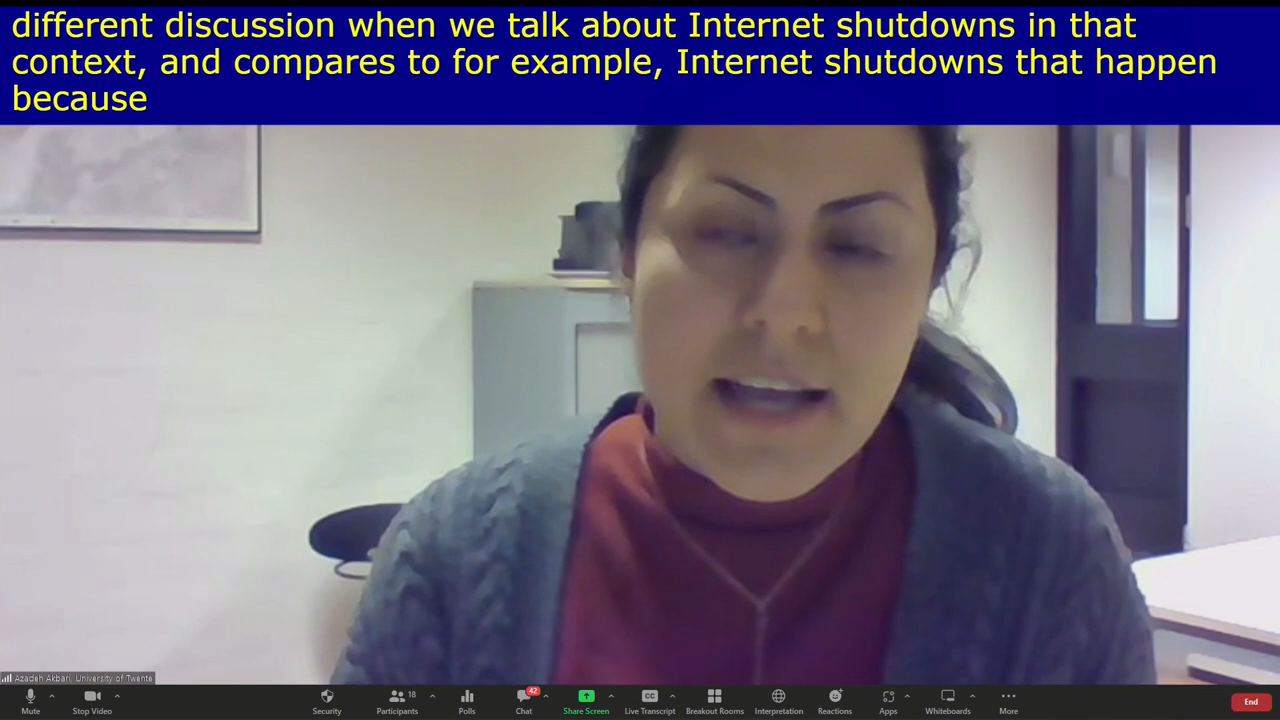 different discussion when we talk about Internet shutdowns in that
context, and compares to for example, Internet shutdowns that happen
because
Azadeh Akbari, University of Twente
Mute
Stop Video
Security
18
Participants
Polls
42
Chat
Share Screen
CC
Live Transcript
Breakout Rooms
Interpretation
Reactions
Apps
Whiteboards
More
End